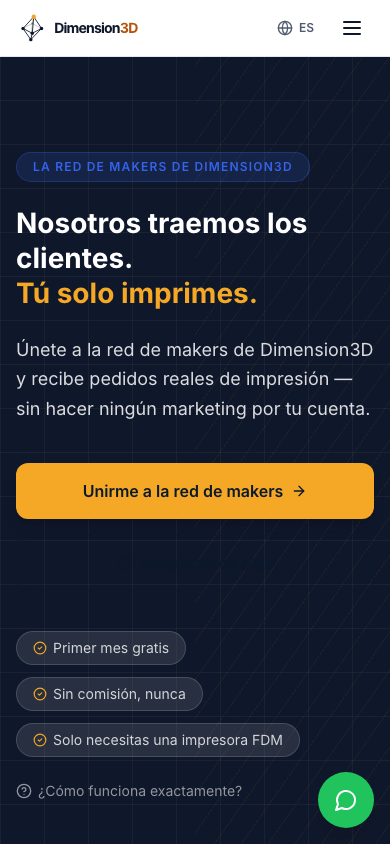 Dimension3D
ES
LA RED DE MAKERS DE DIMENSION3D
Nosotros traemos los
clientes.
Tú solo imprimes.
Únete a la red de makers de Dimension3D
y recibe pedidos reales de impresión —
sin hacer ningún marketing por tu cuenta.
Unirme a la red de makers →
Primer mes gratis
Sin comisión, nunca
Solo necesitas una impresora FDM
¿Cómo funciona exactamente?